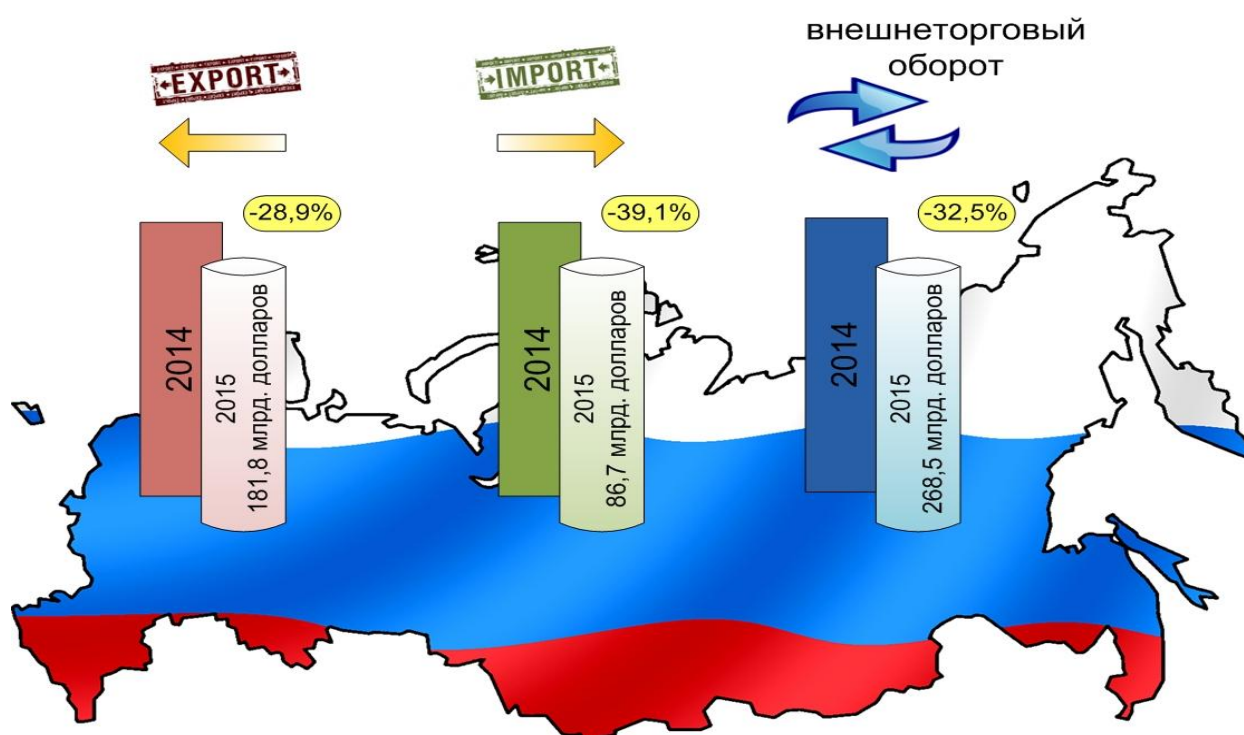 EXPORT
IMPORT
внешнеторговый
оборот
-28,9%
-39,1%
-32,5%
2014
2015
181,8 млрд. долларов
2014
2015
86,7 млрд. долларов
2014
2015
268,5 млрд. долларов